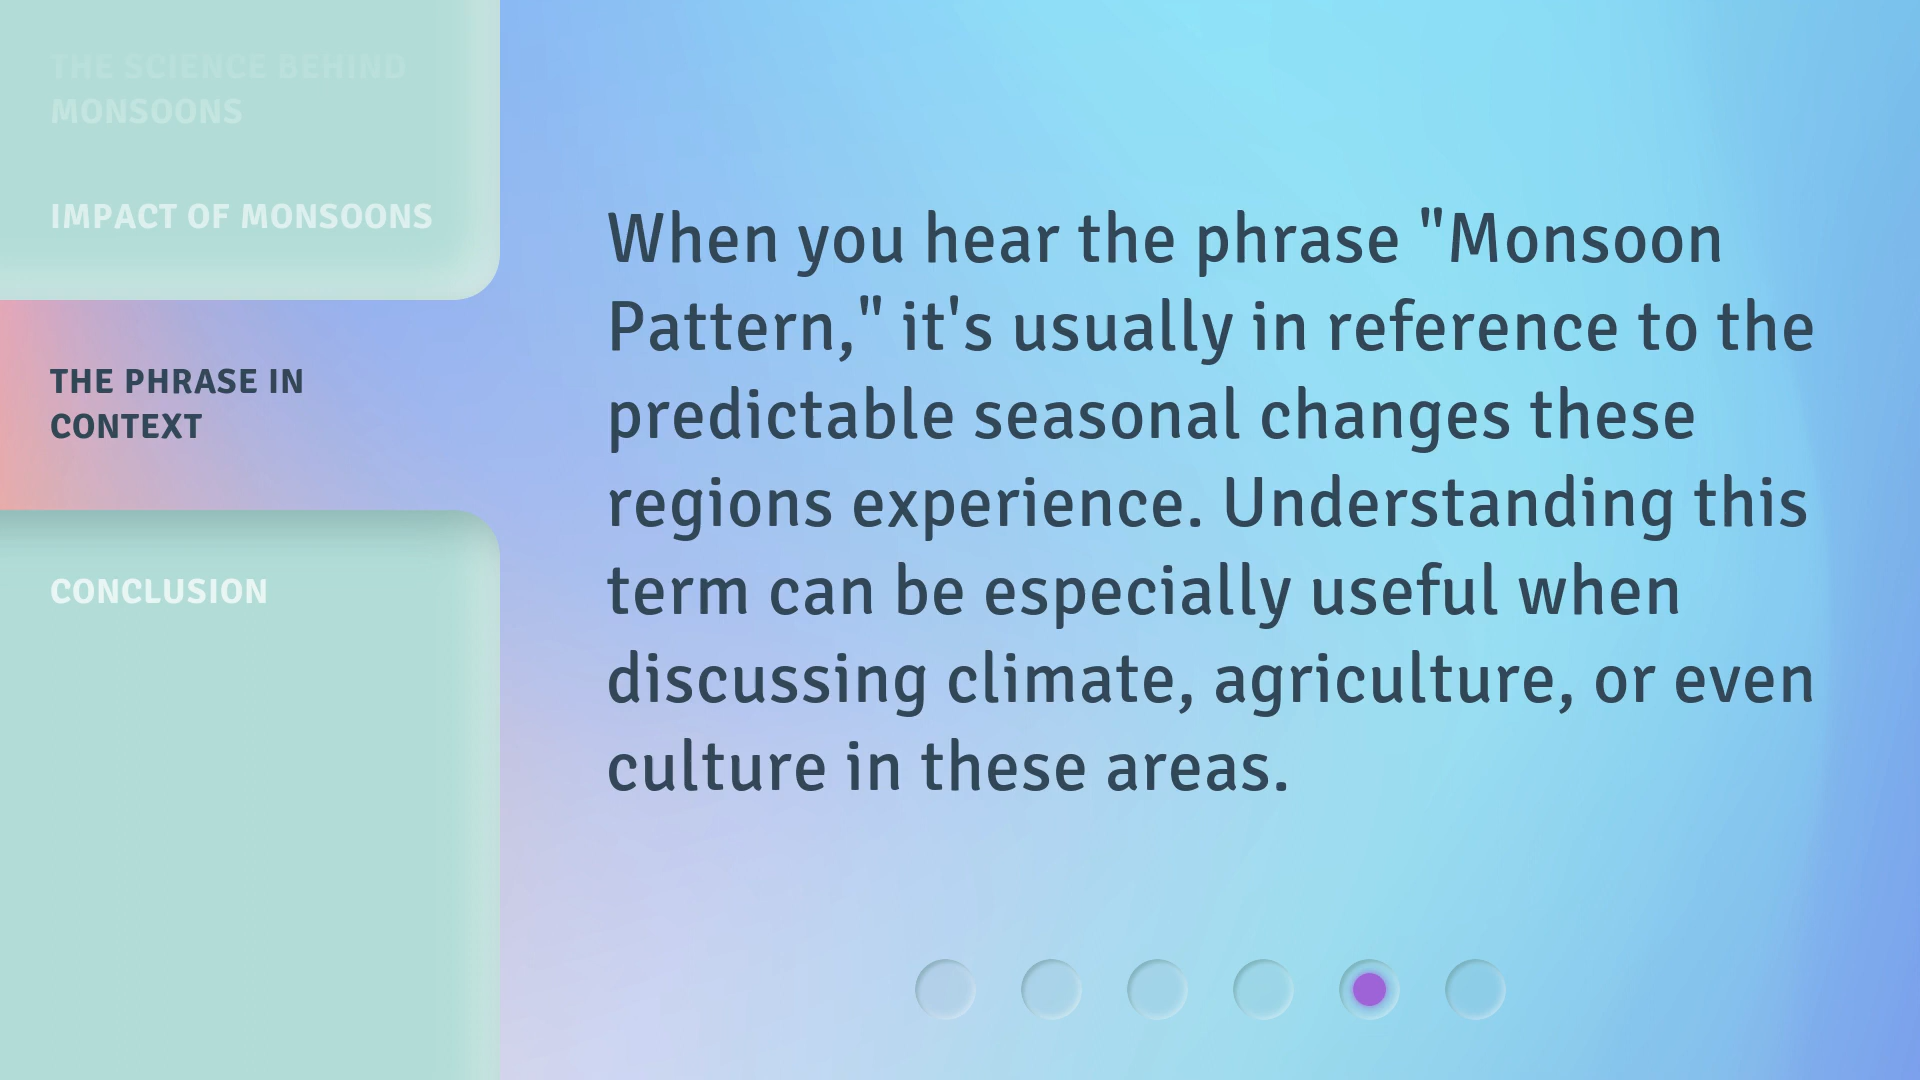 THE SCIENCE BEHIND
MONSOONS
IMPACT OF MONSOONS
THE PHRASE IN
CONTEXT
CONCLUSION
When you hear the phrase "Monsoon
Pattern," it's usually in reference to the
predictable seasonal changes these
regions experience. Understanding this
term can be especially useful when
discussing climate, agriculture, or even
culture in these areas.